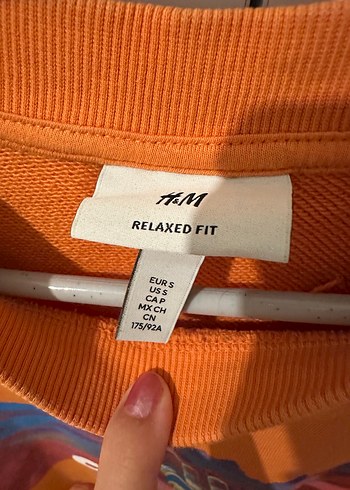 H&M
RELAXED FIT
EUR S
US S
CA P
MX CH
CN
175/92A